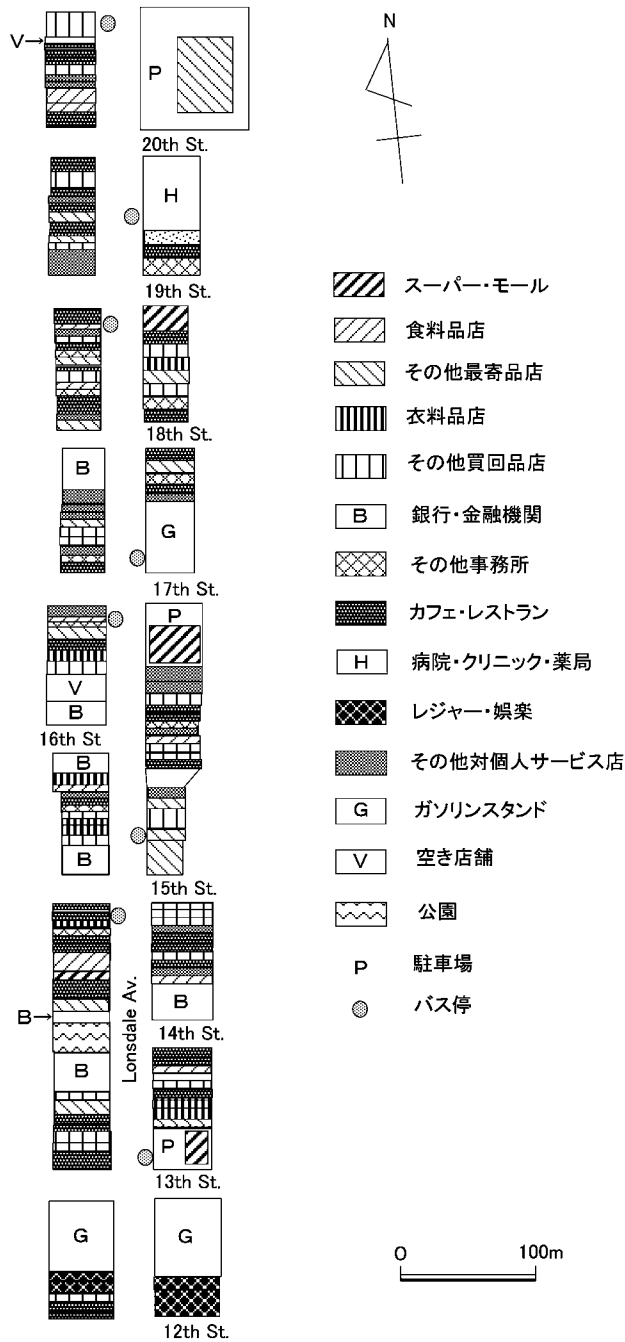 N
V→
P
20th St.
H
19th St.
18th St.
B
G
17th St.
P
V
B
16th St
B
B
15th St.
B
14th St.
B→
B
Lonsdale Av.
P
13th St.
G
G
12th St.
スーパー・モール
食料品店
その他最寄品店
衣料品店
その他買回品店
B 銀行・金融機関
その他事務所
カフェ・レストラン
H 病院・クリニック・薬局
レジャー・娯楽
その他対個人サービス店
G ガソリンスタンド
V 空き店舗
公園
P 駐車場
バス停
0 100m